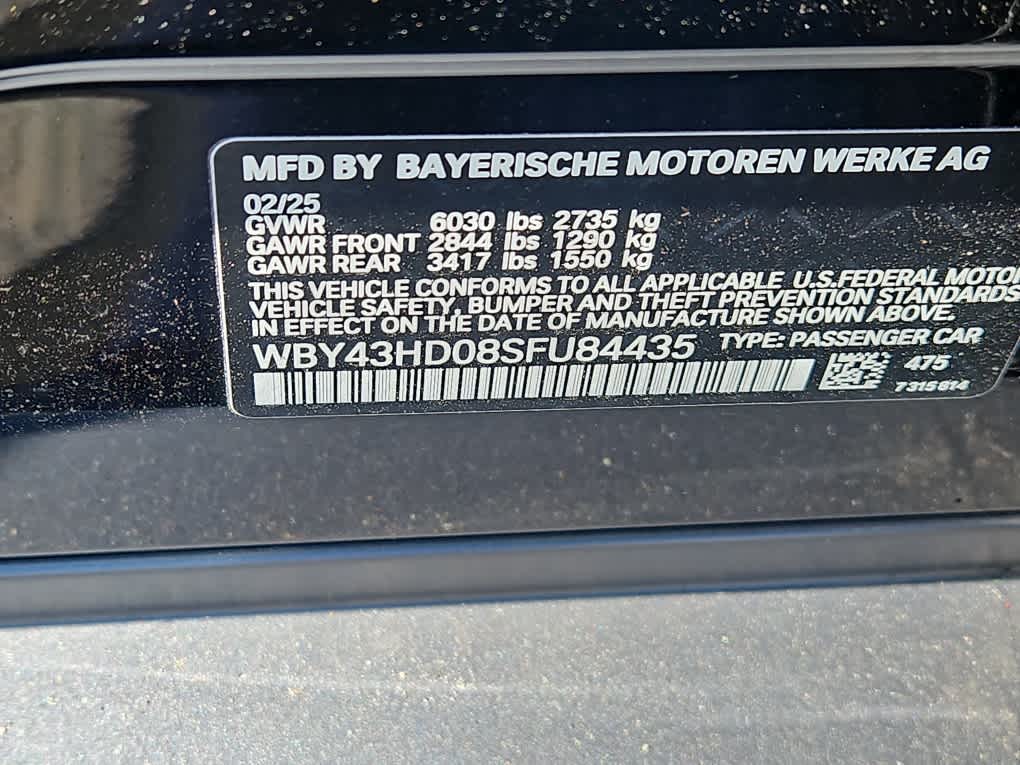 MFD BY BAYERISCHE MOTOREN WERKE AG
02/25
GVWR 6030 lbs 2735 kg
GAWR FRONT 2844 lbs 1290 kg
GAWR REAR 3417 lbs 1550 kg
THIS VEHICLE CONFORMS TO ALL APPLICABLE U.S.FEDERAL MOTO
VEHICLE SAFETY, BUMPER AND THEFT PREVENTION STANDARDS
IN EFFECT ON THE DATE OF MANUFACTURE SHOWN ABOVE.
WBY43HD08SFU84435 TYPE: PASSENGER CAR
475
7315614